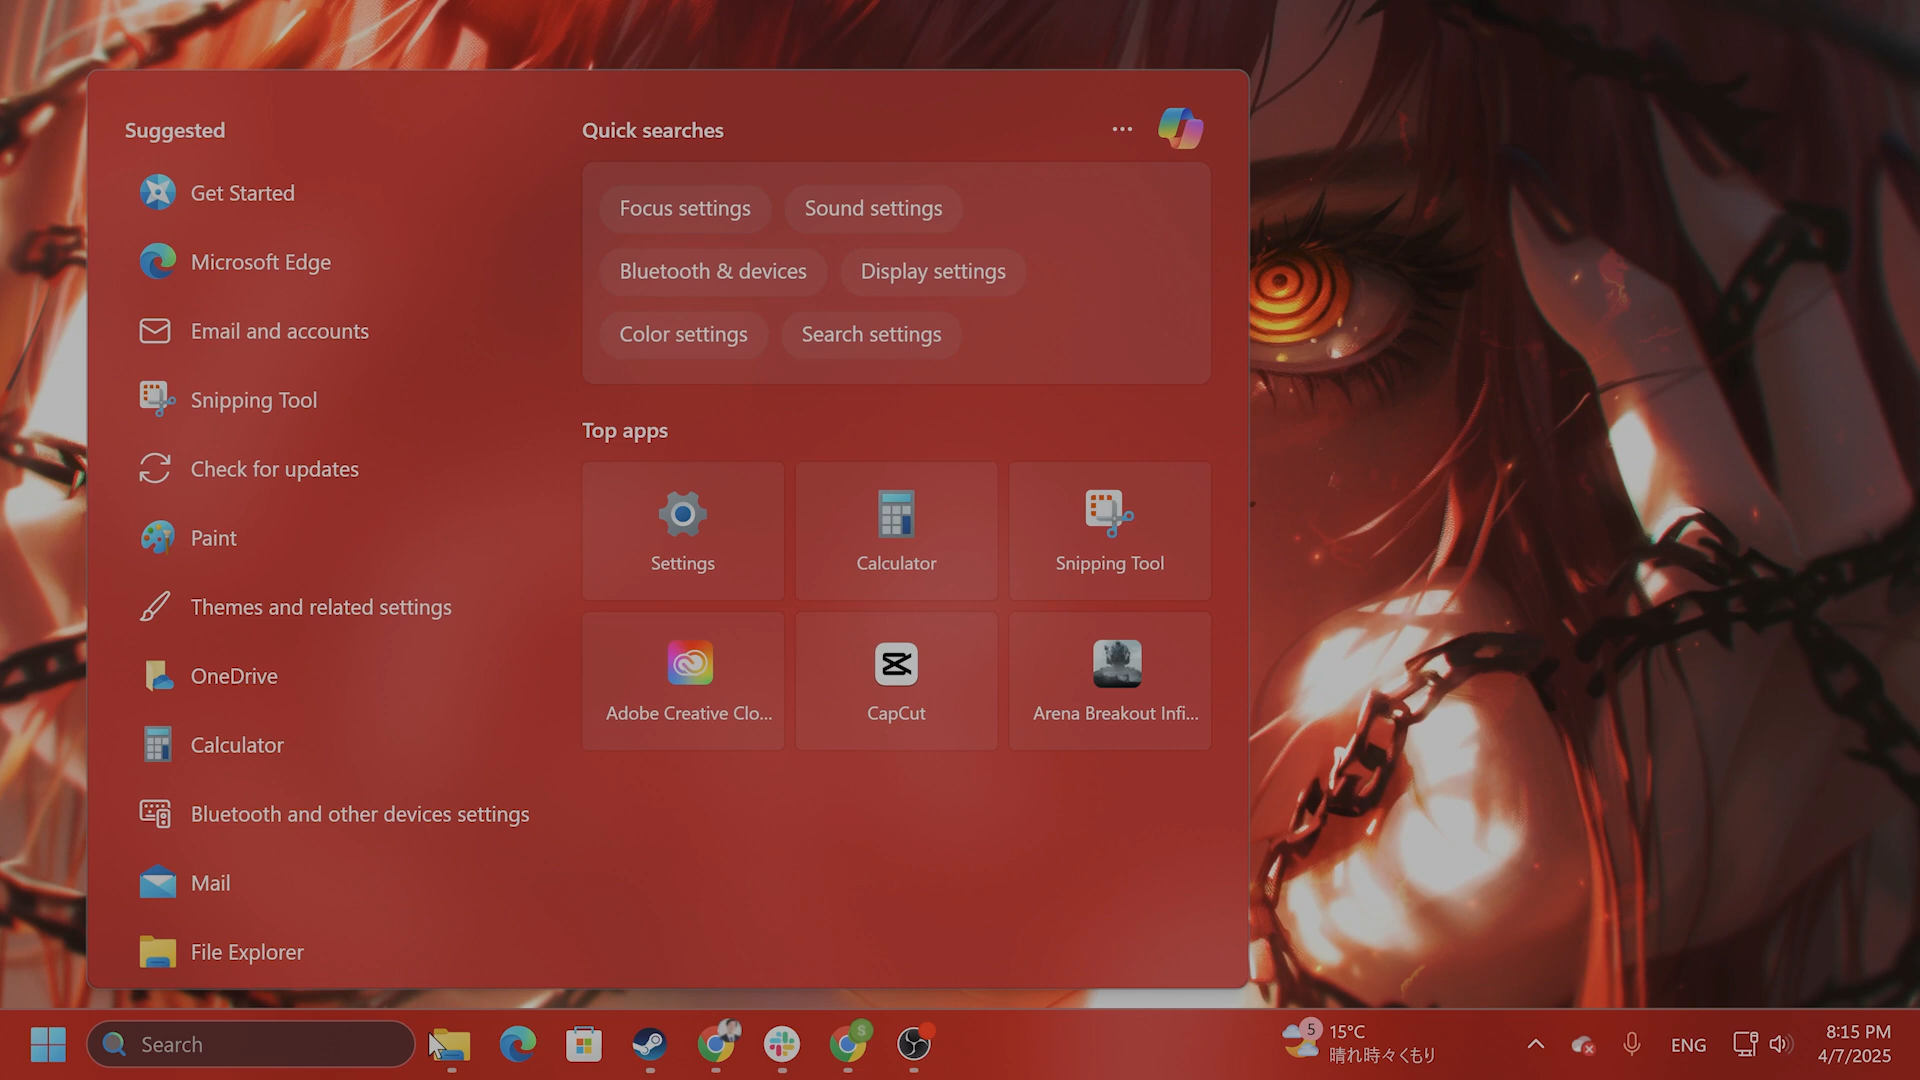 Suggested
Get Started
Microsoft Edge
Email and accounts
Snipping Tool
Check for updates
Paint
Themes and related settings
OneDrive
Calculator
Bluetooth and other devices settings
Mail
File Explorer
Quick searches
Focus settings
Sound settings
Bluetooth & devices
Display settings
Color settings
Search settings
Top apps
Settings
Calculator
Snipping Tool
Adobe Creative Clo...
CapCut
Arena Breakout Infi...
Search
S
5
15°C
晴れ時々くもり
ENG
8:15 PM
4/7/2025